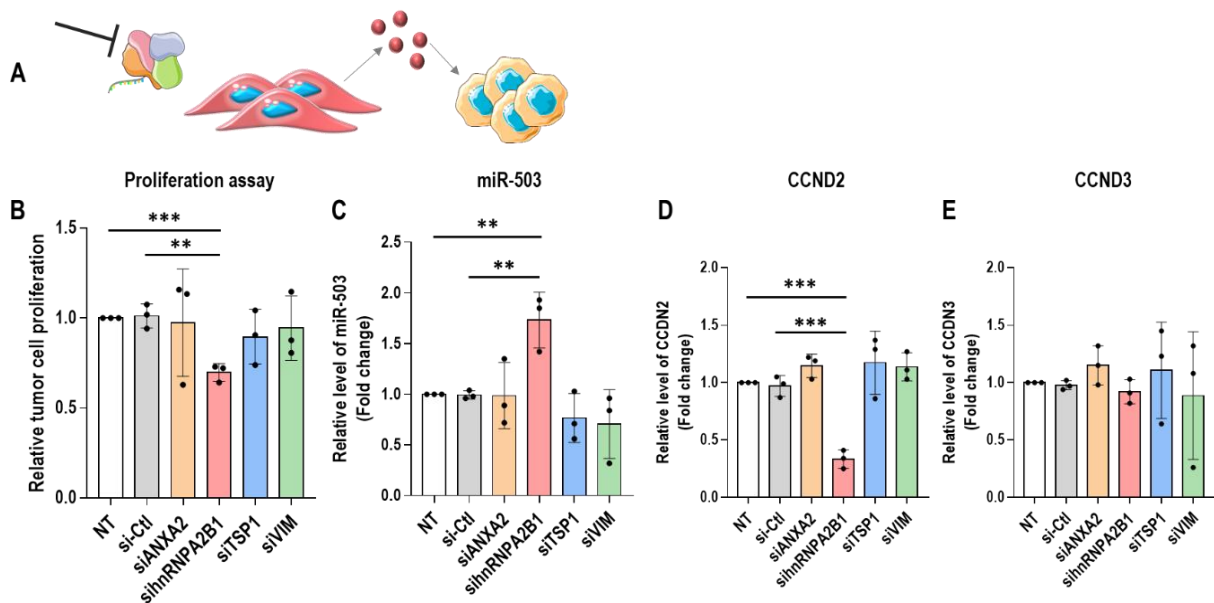 A
Proliferation assay
miR-503
CCND2
CCND3
B
C
D
E
Relative tumor cell proliferation
1.5
1.0
0.5
0.0
***
**
NT
si-Ctl
siANXA2
sihnRNPA2B1
siTSP1
siVIM
Relative level of miR-503
(Fold change)
2.5
2.0
1.5
1.0
0.5
0.0
**
**
NT
si-Ctl
siANXA2
sihnRNPA2B1
siTSP1
siVIM
Relative level of CCDN2
(Fold change)
2.0
1.5
1.0
0.5
0.0
***
***
NT
si-Ctl
siANXA2
sihnRNPA2B1
siTSP1
siVIM
Relative level of CCDN3
(Fold change)
2.0
1.5
1.0
0.5
0.0
NT
si-Ctl
siANXA2
sihnRNPA2B1
siTSP1
siVIM